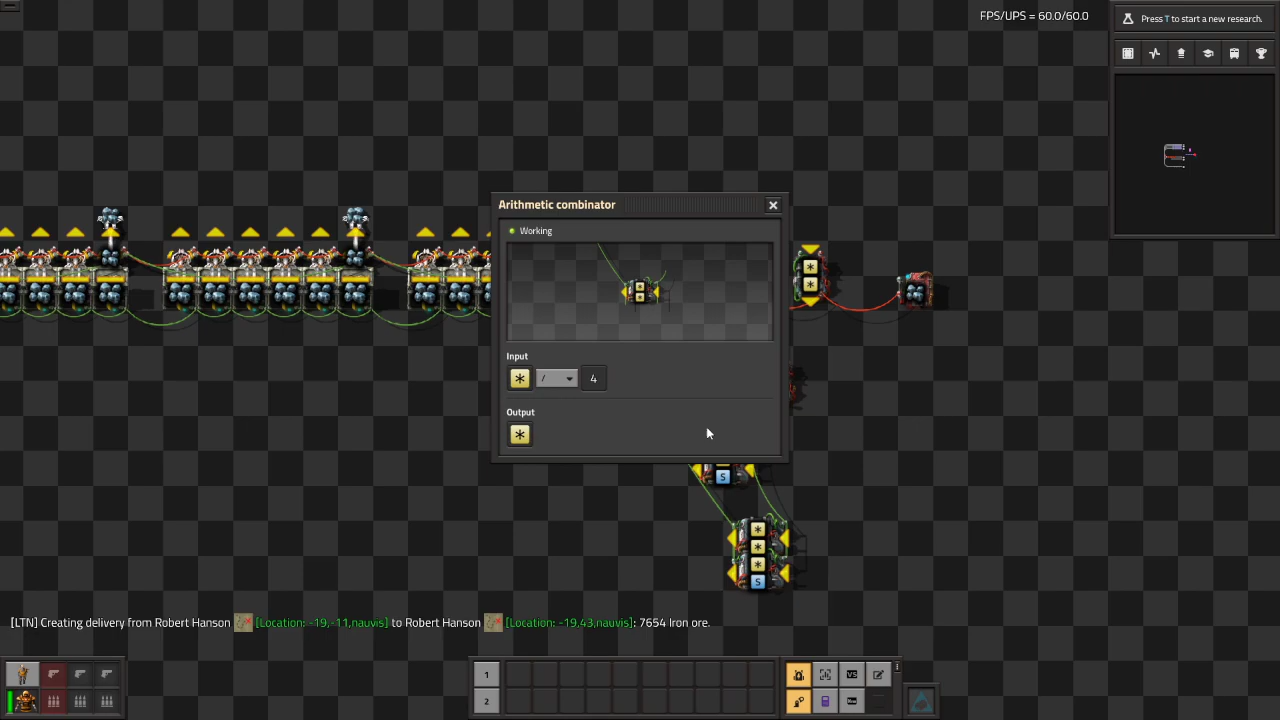 FPS/UPS = 60.0/60.0
Press T to start a new research.
Arithmetic combinator
Working
Input
* / 4
Output
*
S
S
[LTN] Creating delivery from Robert Hanson [Location: -19,-11,nauvis] to Robert Hanson [Location: -19,43,nauvis]: 7654 Iron ore.
1
2